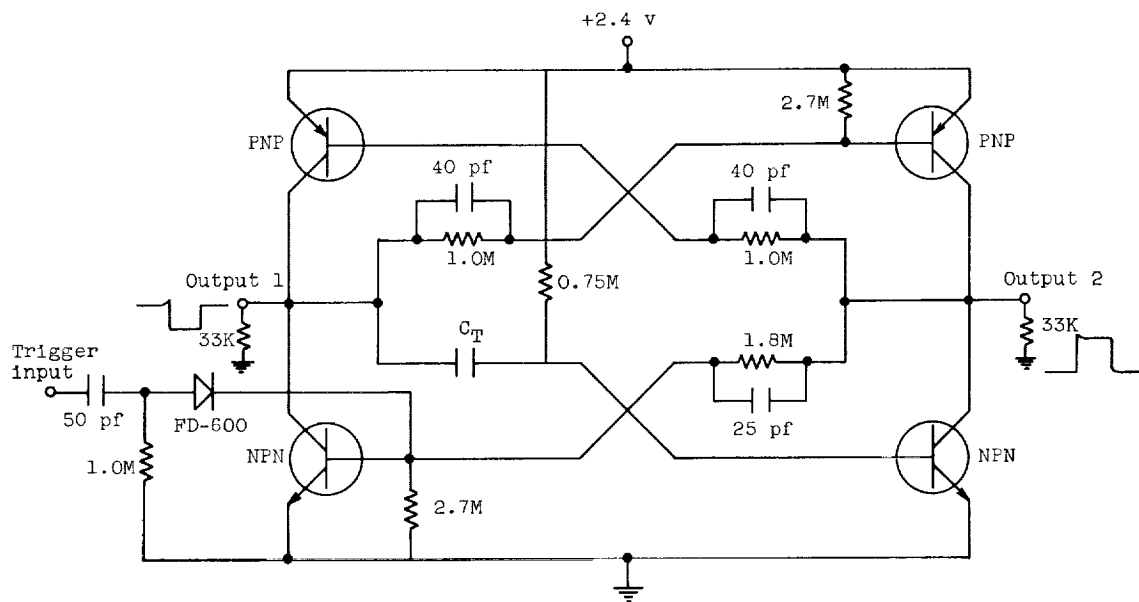 +2.4 v
2.7M
PNP
PNP
40 pf
40 pf
1.0M
1.0M
Output 1
0.75M
Output 2
33K
CT
1.8M
33K
Trigger
input
50 pf
FD-600
25 pf
NPN
NPN
1.0M
2.7M